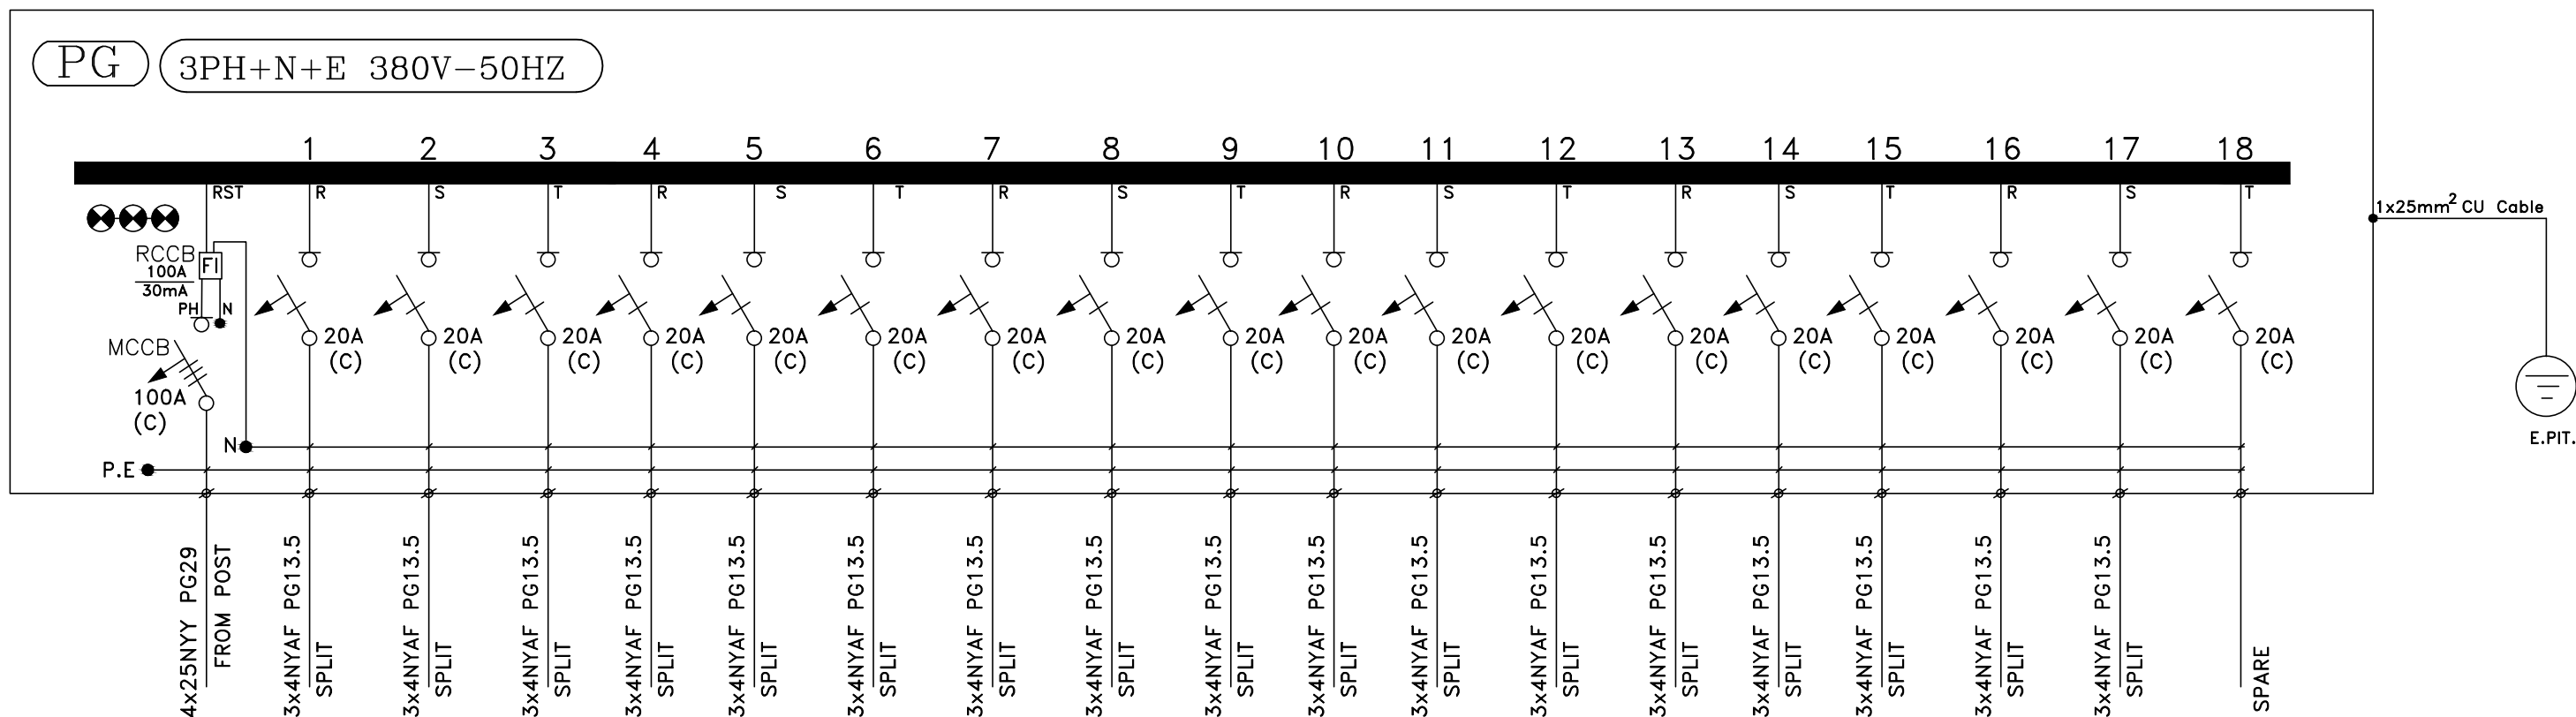 PG
3PH+N+E 380V-50HZ
1 2 3 4 5 6 7 8 9 10 11 12 13 14 15 16 17 18
RST R S T R S T R S T R S T R S T R S T
1x25mm² CU Cable
RCCB
100A
30mA
FI
PH N
MCCB
100A
(C)
20A 20A 20A 20A 20A 20A 20A 20A 20A 20A 20A 20A 20A 20A 20A 20A 20A 20A
(C) (C) (C) (C) (C) (C) (C) (C) (C) (C) (C) (C) (C) (C) (C) (C) (C) (C)
E.PIT.
N
P.E
4x25NYY PG29
FROM POST
3x4NYAF PG13.5
SPLIT
3x4NYAF PG13.5
SPLIT
3x4NYAF PG13.5
SPLIT
3x4NYAF PG13.5
SPLIT
3x4NYAF PG13.5
SPLIT
3x4NYAF PG13.5
SPLIT
3x4NYAF PG13.5
SPLIT
3x4NYAF PG13.5
SPLIT
3x4NYAF PG13.5
SPLIT
3x4NYAF PG13.5
SPLIT
3x4NYAF PG13.5
SPLIT
3x4NYAF PG13.5
SPLIT
3x4NYAF PG13.5
SPLIT
3x4NYAF PG13.5
SPLIT
3x4NYAF PG13.5
SPLIT
3x4NYAF PG13.5
SPLIT
3x4NYAF PG13.5
SPLIT
SPARE